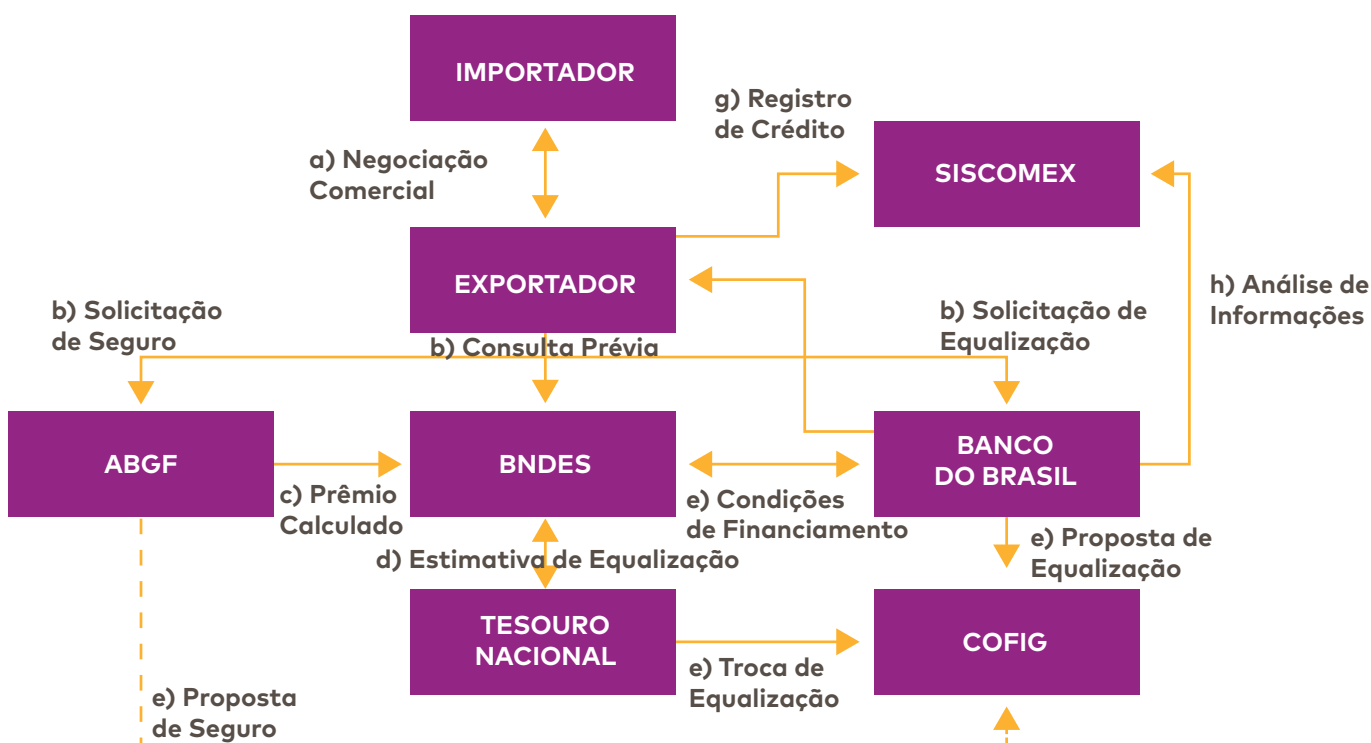 IMPORTADOR
g) Registro
de Crédito
a) Negociação
Comercial
SISCOMEX
EXPORTADOR
h) Análise de
Informações
b) Solicitação
de Seguro
b) Consulta Prévia
b) Solicitação de
Equalização
ABGF
BNDES
BANCO
DO BRASIL
c) Prêmio
Calculado
e) Condições
de Financiamento
d) Estimativa de Equalização
e) Proposta de
Equalização
TESOURO
NACIONAL
COFIG
e) Troca de
Equalização
e) Proposta
de Seguro